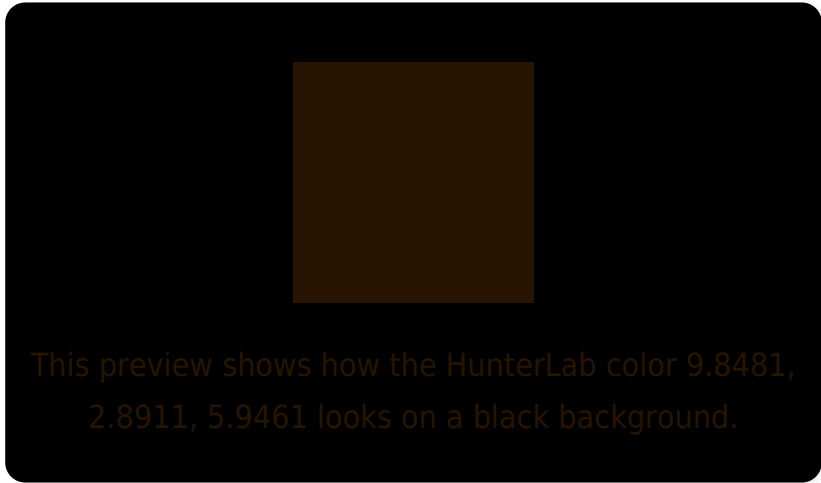 This preview shows how the HunterLab color 9.8481,
2.8911, 5.9461 looks on a black background.